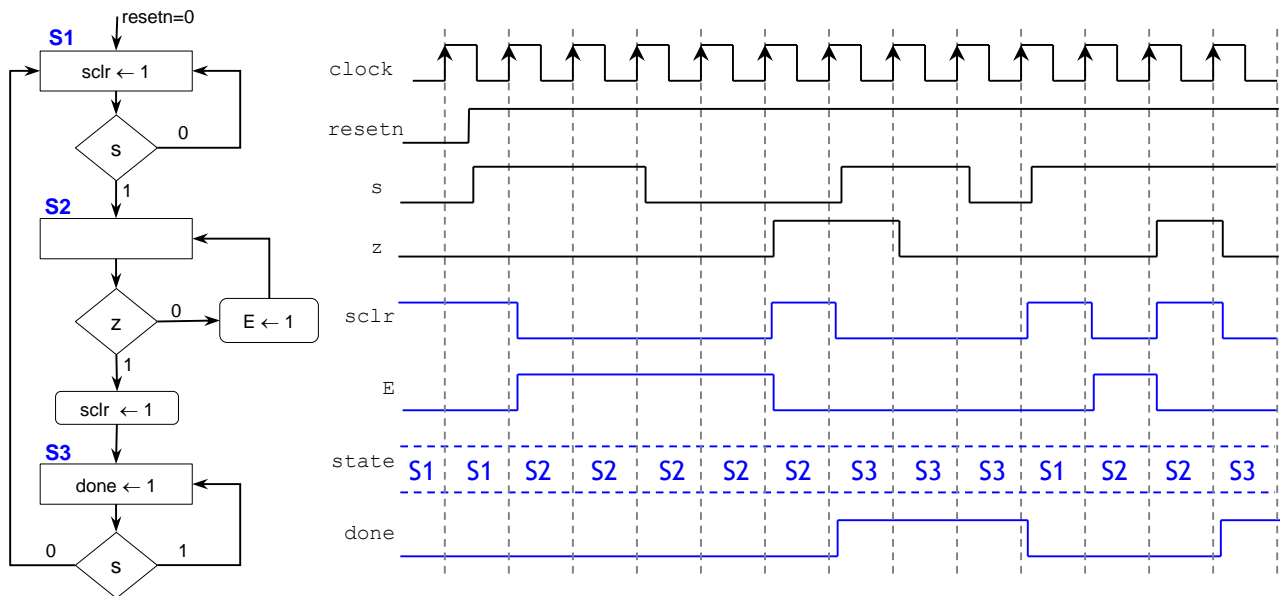 resetn=0
S1
sclr ← 1
s
0
1
S2
z
0
E ← 1
1
sclr ← 1
S3
done ← 1
s
0
1
clock
resetn
s
z
sclr
E
state
S1 S1 S2 S2 S2 S2 S2 S3 S3 S3 S1 S2 S2 S3
done